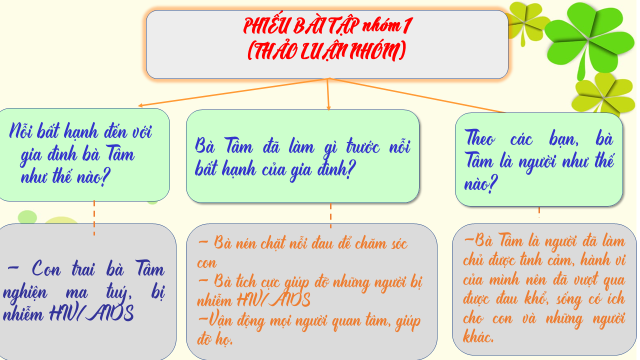 PHIẾU BÀI TẬP nhóm 1
(THẢO LUẬN NHÓM)
Nỗi bất hạnh đến với
gia đình bà Tâm
như thế nào?
Bà Tâm đã làm gì trước nỗi
bất hạnh của gia đình?
Theo các bạn, bà
Tâm là người như thế
nào?
- Con trai bà Tâm
nghiện ma tuý, bị
nhiễm HIV/AIDS
- Bà nén chặt nỗi đau để chăm sóc
con
- Bà tích cực giúp đỡ những người bị
nhiễm HIV/AIDS
-Vận động mọi người quan tâm, giúp
đỡ họ.
-Bà Tâm là người đã làm
chủ được tình cảm, hành vi
của mình nên đã vượt qua
được đau khổ, sống có ích
cho con và những người
khác.